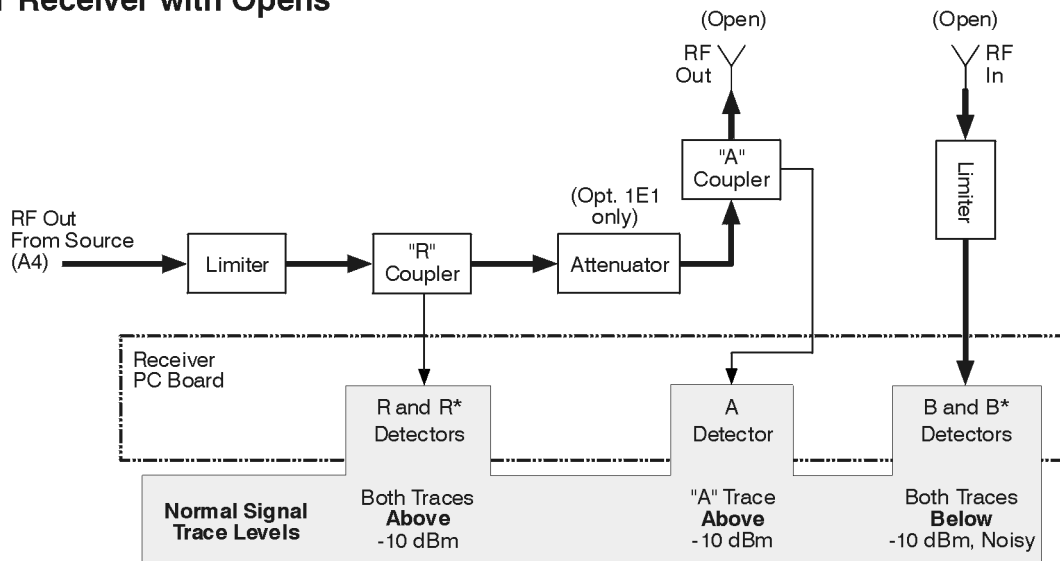 Receiver with Opens
(Open)
RF
Out
(Open)
RF
In
"A"
Coupler
Limiter
(Opt. 1E1
only)
RF Out
From Source
(A4)
Limiter
"R"
Coupler
Attenuator
Receiver
PC Board
R and R*
Detectors
A
Detector
B and B*
Detectors
Normal Signal
Trace Levels
Both Traces
Above
-10 dBm
"A" Trace
Above
-10 dBm
Both Traces
Below
-10 dBm, Noisy